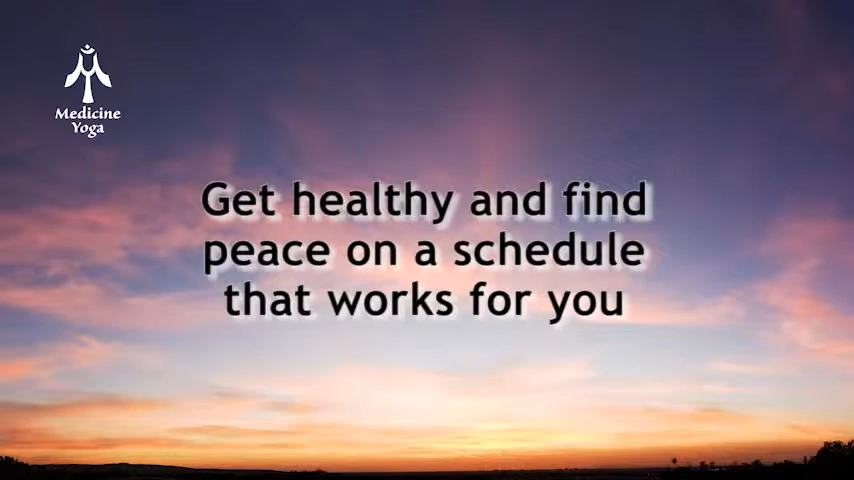 Medicine
Yoga
Get healthy and find
peace on a schedule
that works for you